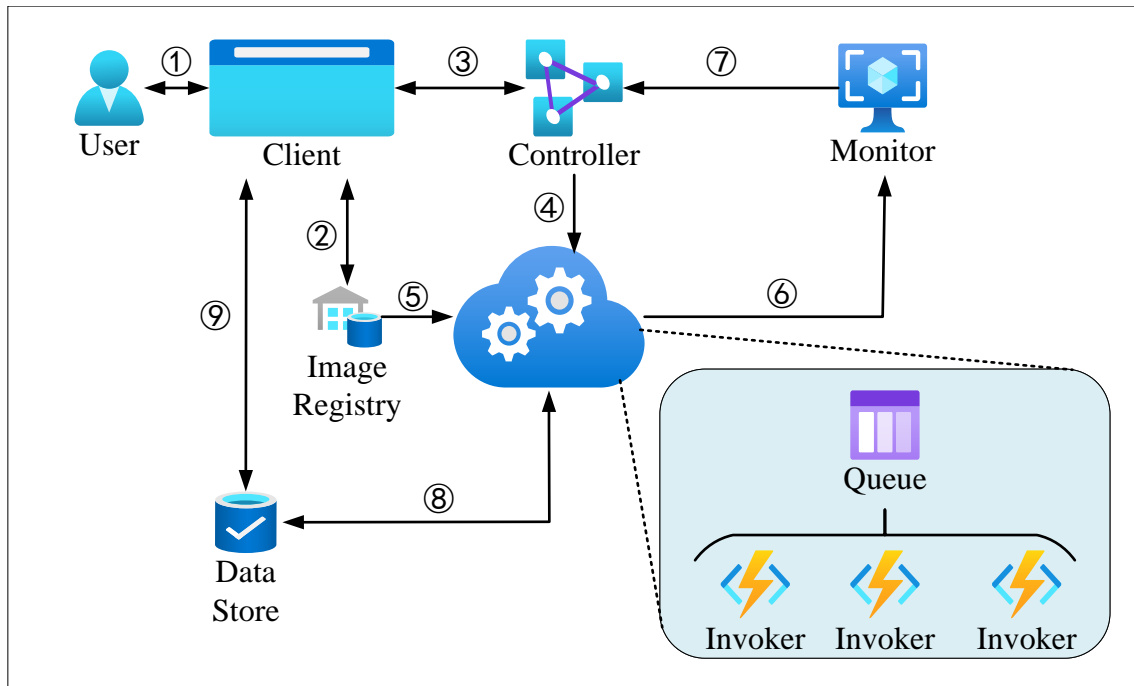 ①
③
⑦
User
Client
Controller
Monitor
④
②
⑤
⑥
⑨
Image
Registry
Queue
⑧
Data
Store
Invoker
Invoker
Invoker